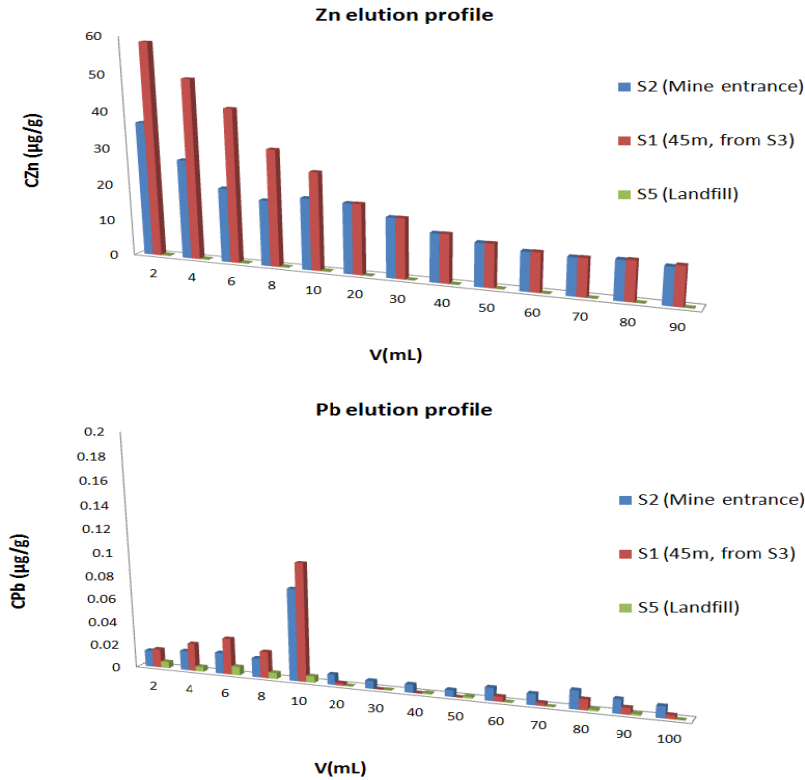 Zn elution profile
60
50
40
30
20
10
0
CZn (µg/g)
2 4 6 8 10 20 30 40 50 60 70 80 90
V(mL)
S2 (Mine entrance)
S1 (45m, from S3)
S5 (Landfill)
Pb elution profile
0.2
0.18
0.16
0.14
0.12
0.1
0.08
0.06
0.04
0.02
0
CPb (µg/g)
2 4 6 8 10 20 30 40 50 60 70 80 90 100
V(mL)
S2 (Mine entrance)
S1 (45m, from S3)
S5 (Landfill)